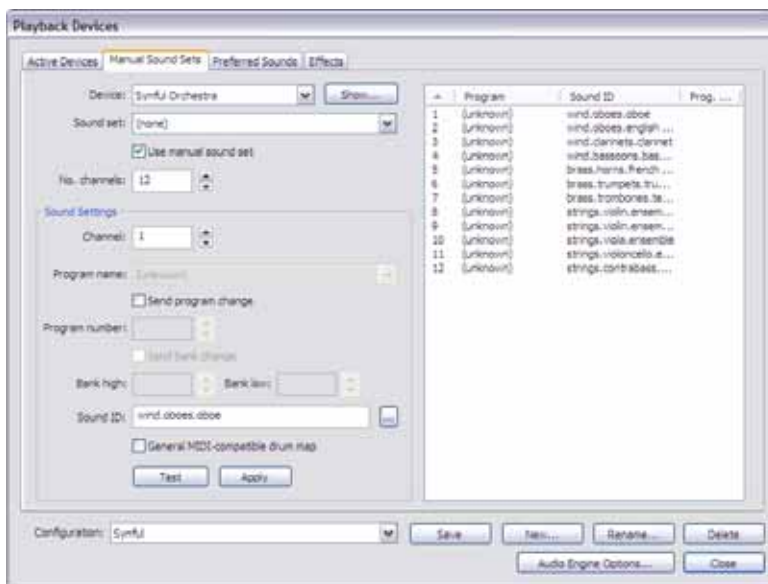 Playback Devices
Active Devices Manual Sound Sets Preferred Sounds Effects
Device: Synful Orchestra Show...
Sound set: (none)
Use manual sound set
No. channels: 12
Sound Settings
Channel: 1
Program name: (unknown)
Send program change
Program number:
Send bank change
Bank high: Bank low:
Sound ID: wind.oboes.oboe ...
General MIDI-compatible drum map
Test Apply
Program Sound ID Prog. ...
1 (unknown) wind.oboes.oboe
2 (unknown) wind.oboes.english ...
3 (unknown) wind.clarinets.clarinet
4 (unknown) wind.bassoons.bas...
5 (unknown) brass.horns.french ...
6 (unknown) brass.trumpets.tru...
7 (unknown) brass.trombones.te...
8 (unknown) strings.violin.ensem...
9 (unknown) strings.violin.ensem...
10 (unknown) strings.viola.ensemble
11 (unknown) strings.violoncello.e...
12 (unknown) strings.contrabass....
Configuration: Synful Save New... Rename... Delete
Audio Engine Options... Close